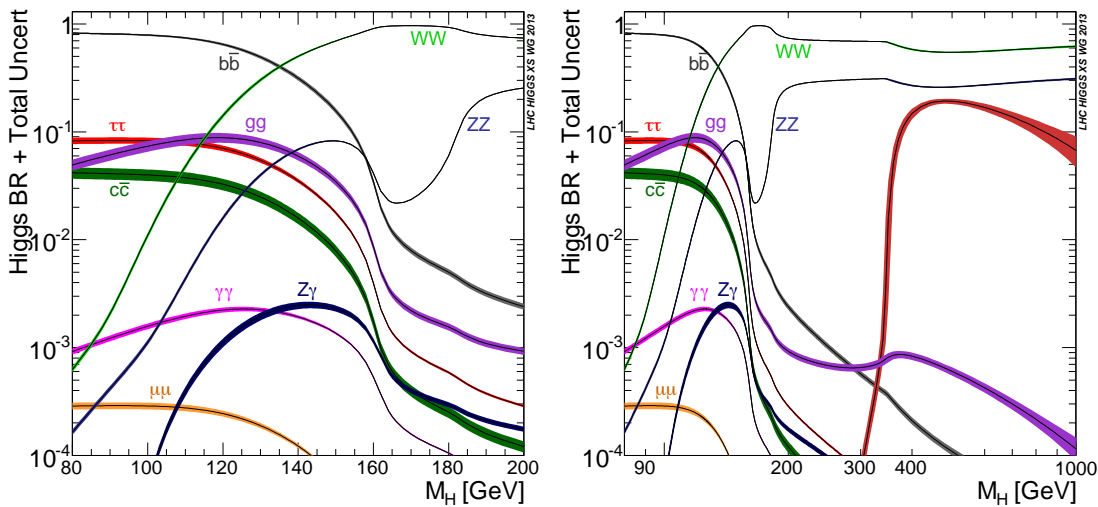 Higgs BR + Total Uncert
1
10⁻¹
10⁻²
10⁻³
10⁻⁴
80
100
120
140
160
180
200
M_H [GeV]
LHC HIGGS XS WG 2013
bb̄
WW
ττ
gg
ZZ
cc̄
γγ
Zγ
μμ
Higgs BR + Total Uncert
1
10⁻¹
10⁻²
10⁻³
10⁻⁴
90
200
300
400
1000
M_H [GeV]
LHC HIGGS XS WG 2013
bb̄
WW
ττ
gg
ZZ
cc̄
γγ
Zγ
μμ